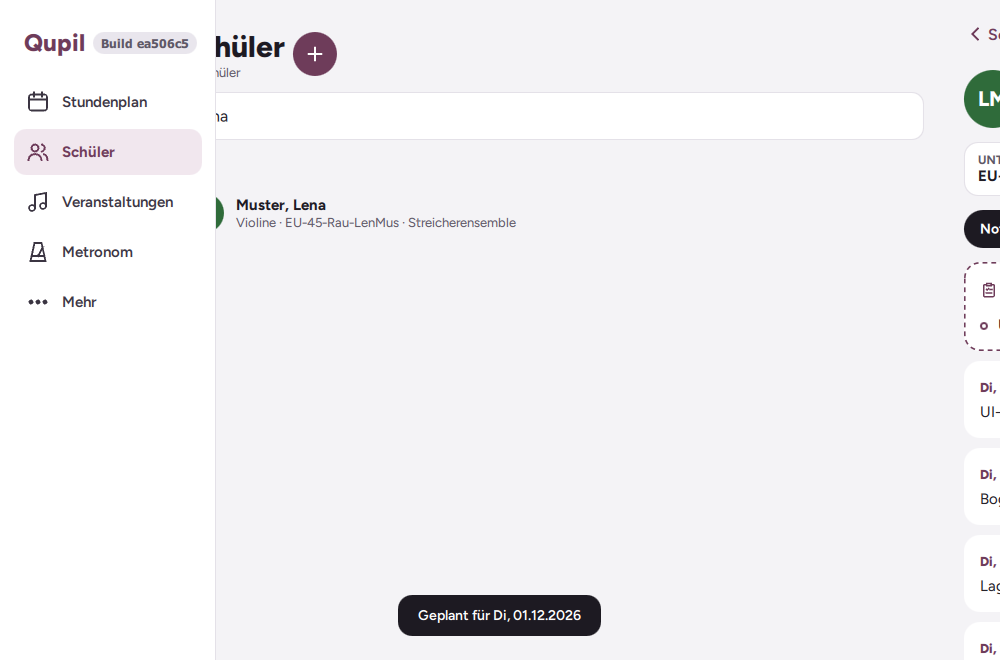 Qupil
Build ea506c5
Stundenplan
Schüler
Veranstaltungen
Metronom
Mehr
hüler
hüler
na
Muster, Lena
Violine · EU-45-Rau-LenMus · Streicherensemble
Geplant für Di, 01.12.2026
LM
UNT
EU-
Di,
UI-
Di,
Bog
Di,
Lag
Di,